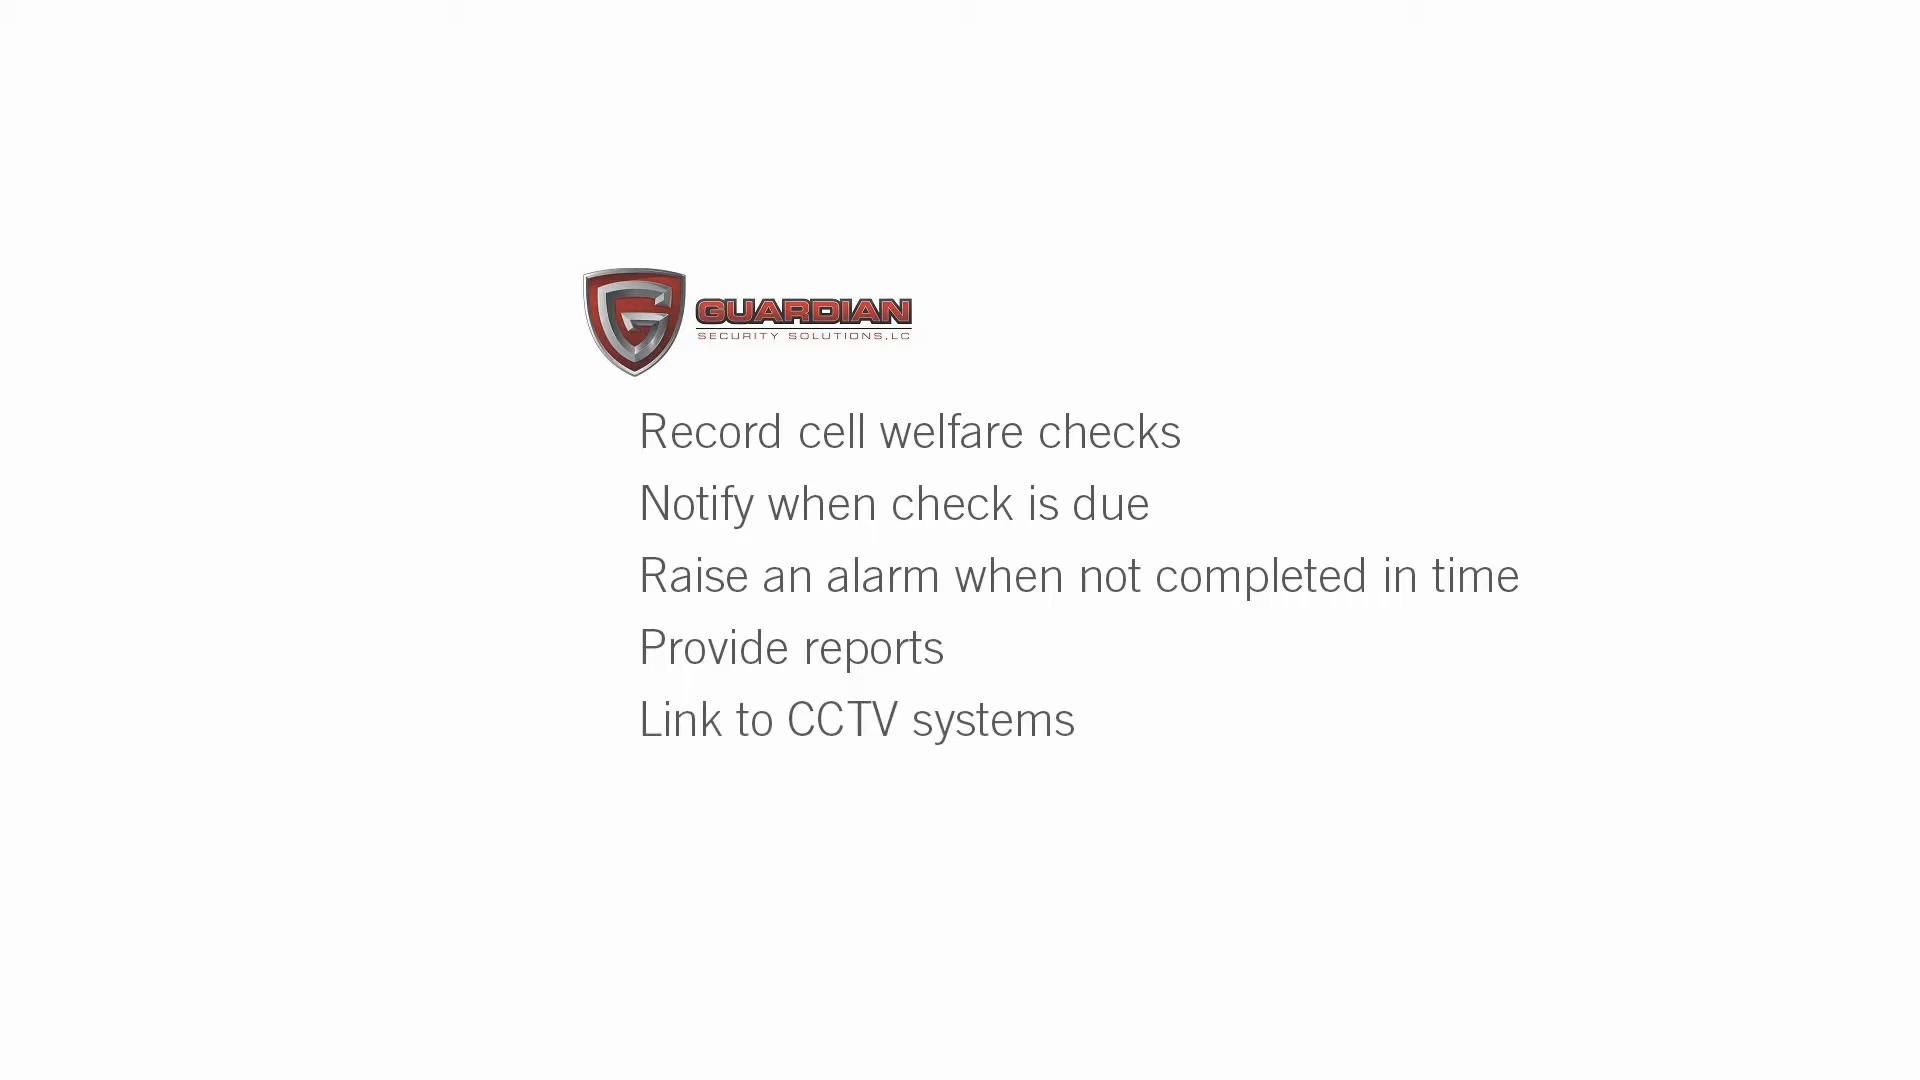 GUARDIAN
SECURITY SOLUTIONS, LC
Record cell welfare checks
Notify when check is due
Raise an alarm when not completed in time
Provide reports
Link to CCTV systems